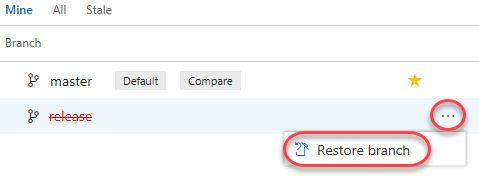 Mine All Stale
Branch
master Default Compare
release
Restore branch